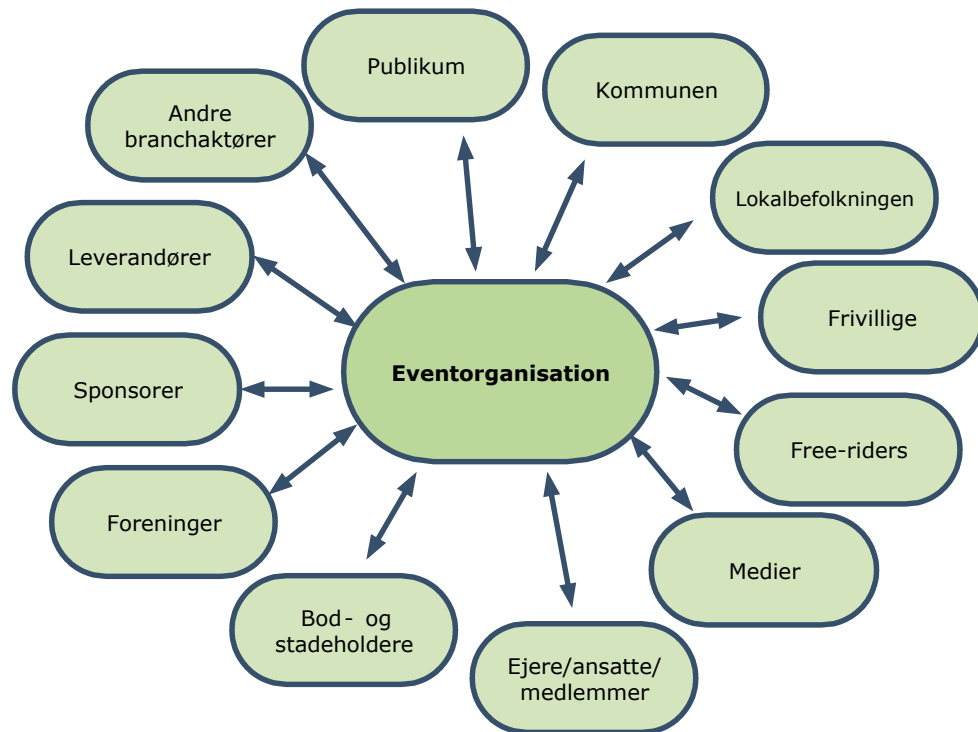 Publikum
Kommunen
Andre
branchaktører
Lokalbefolkningen
Leverandører
Frivillige
Eventorganisation
Sponsorer
Free-riders
Foreninger
Medier
Bod- og
stadeholdere
Ejere/ansatte/
medlemmer